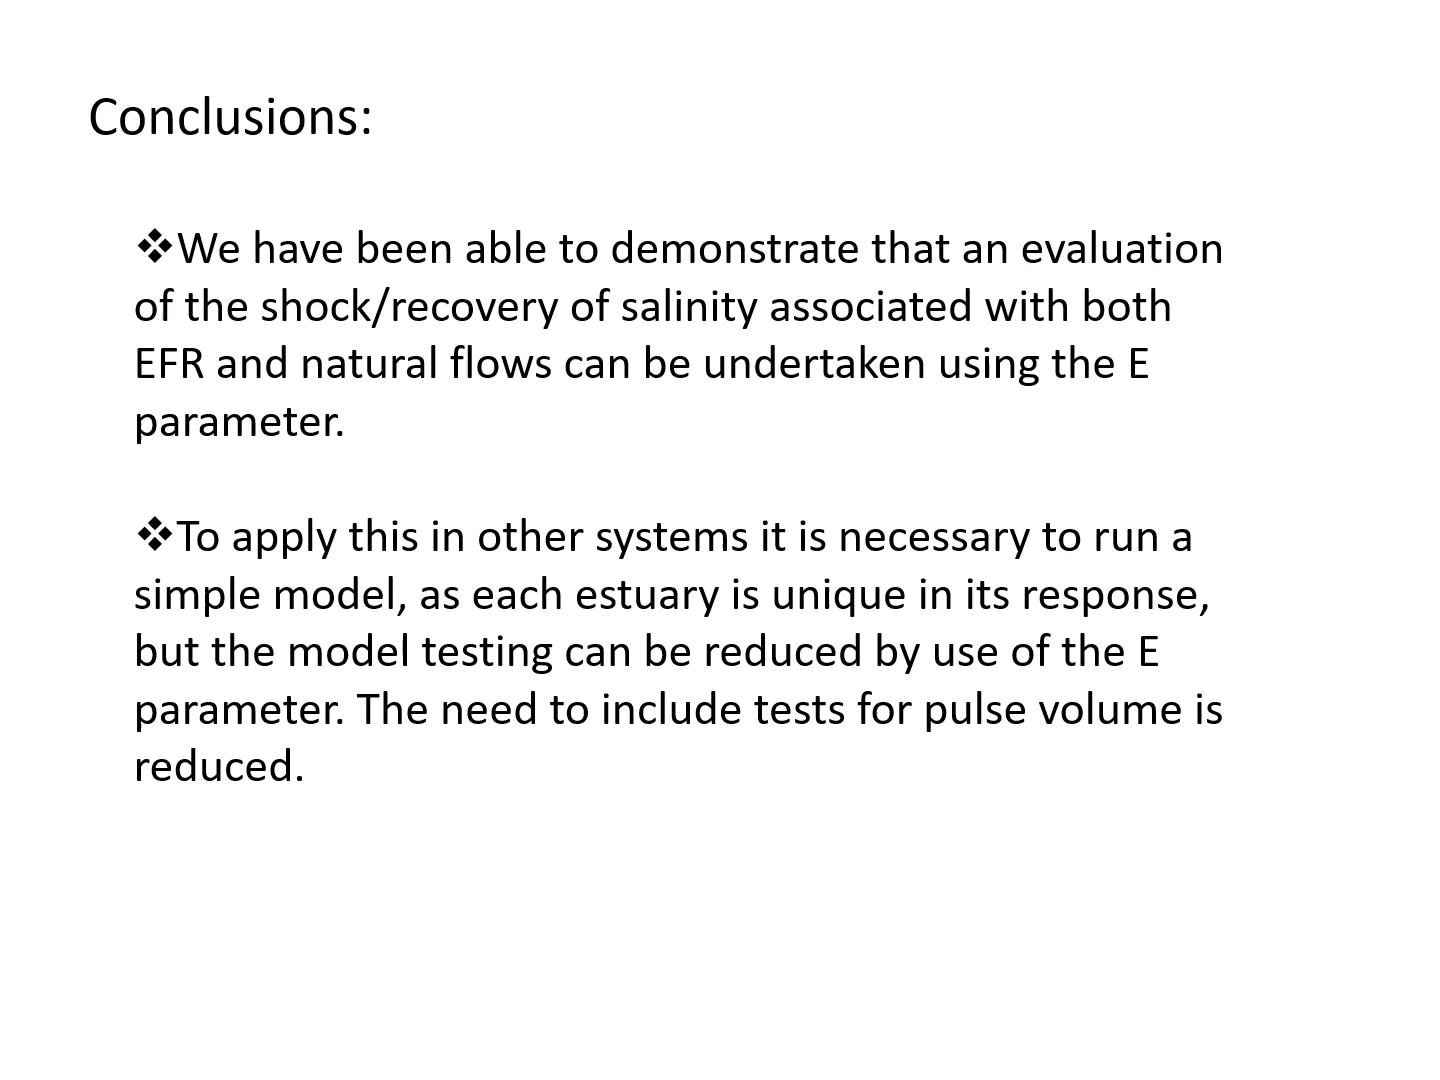 Conclusions:
❖We have been able to demonstrate that an evaluation
of the shock/recovery of salinity associated with both
EFR and natural flows can be undertaken using the E
parameter.
❖To apply this in other systems it is necessary to run a
simple model, as each estuary is unique in its response,
but the model testing can be reduced by use of the E
parameter. The need to include tests for pulse volume is
reduced.